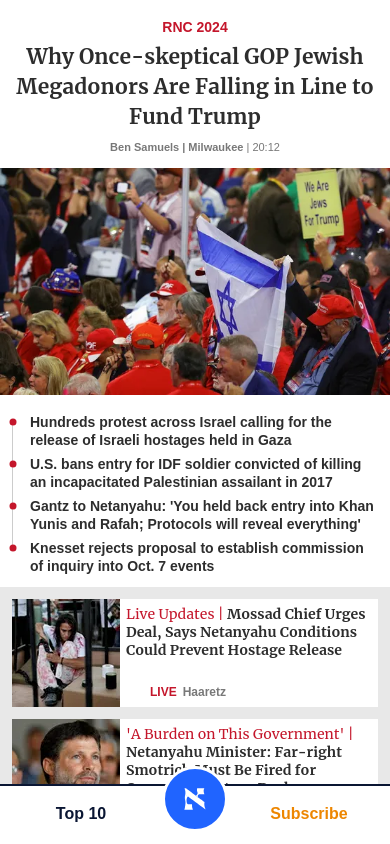 RNC 2024
Why Once-skeptical GOP Jewish
Megadonors Are Falling in Line to
Fund Trump
Ben Samuels | Milwaukee | 20:12
We Are
Jews
For Trump
Hundreds protest across Israel calling for the
release of Israeli hostages held in Gaza
U.S. bans entry for IDF soldier convicted of killing
an incapacitated Palestinian assailant in 2017
Gantz to Netanyahu: 'You held back entry into Khan
Yunis and Rafah; Protocols will reveal everything'
Knesset rejects proposal to establish commission
of inquiry into Oct. 7 events
Live Updates | Mossad Chief Urges
Deal, Says Netanyahu Conditions
Could Prevent Hostage Release
LIVE Haaretz
'A Burden on This Government' |
Netanyahu Minister: Far-right
Smotrich Must Be Fired for
Top 10
Subscribe